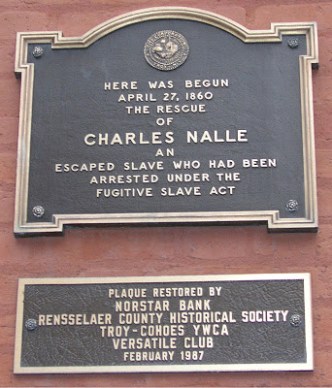 HERE WAS BEGUN
APRIL 27, 1860
THE RESCUE
OF
CHARLES NALLE
AN
ESCAPED SLAVE WHO HAD BEEN
ARRESTED UNDER THE
FUGITIVE SLAVE ACT
PLAQUE RESTORED BY
NORSTAR BANK
RENSSELAER COUNTY HISTORICAL SOCIETY
TROY-COHOES YWCA
VERSATILE CLUB
FEBRUARY 1987